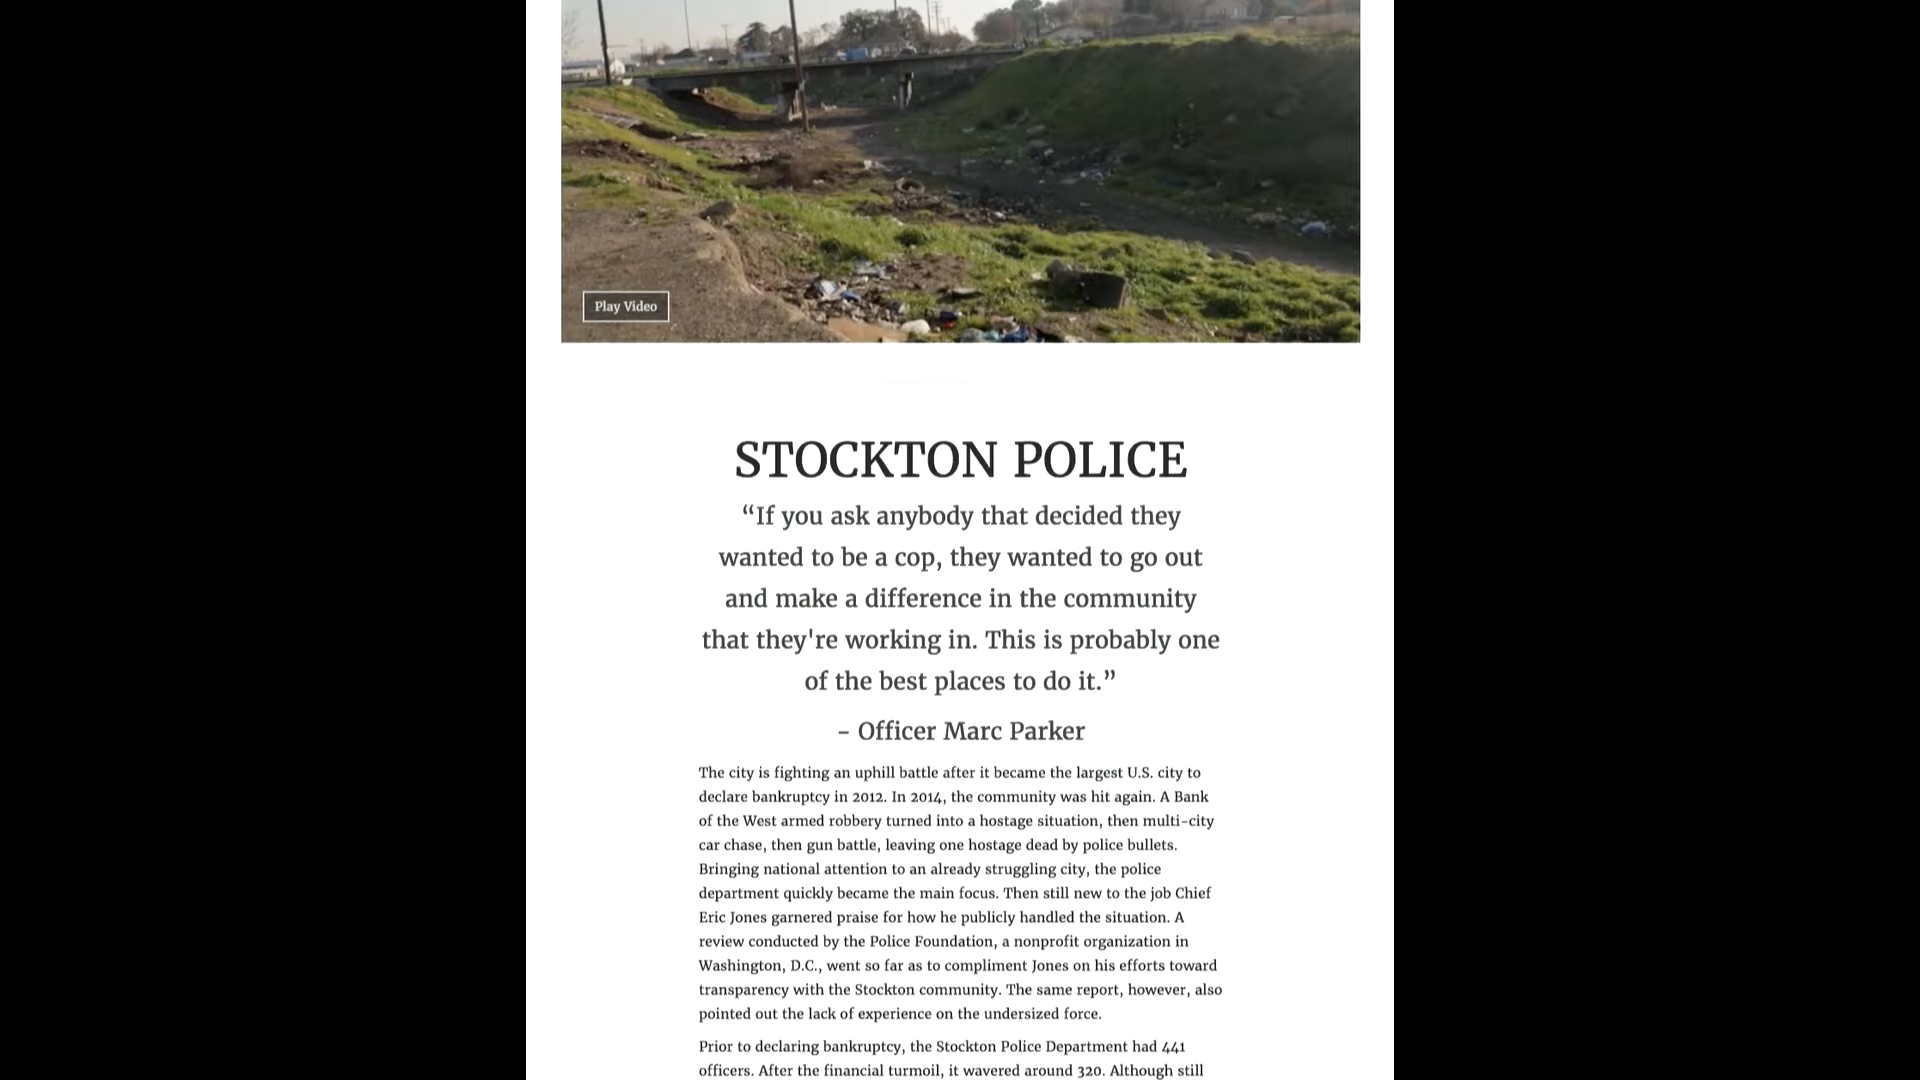 Play Video
STOCKTON POLICE
“If you ask anybody that decided they
wanted to be a cop, they wanted to go out
and make a difference in the community
that they're working in. This is probably one
of the best places to do it.”
– Officer Marc Parker
The city is fighting an uphill battle after it became the largest U.S. city to
declare bankruptcy in 2012. In 2014, the community was hit again. A Bank
of the West armed robbery turned into a hostage situation, then multi-city
car chase, then gun battle, leaving one hostage dead by police bullets.
Bringing national attention to an already struggling city, the police
department quickly became the main focus. Then still new to the job Chief
Eric Jones garnered praise for how he publicly handled the situation. A
review conducted by the Police Foundation, a nonprofit organization in
Washington, D.C., went so far as to compliment Jones on his efforts toward
transparency with the Stockton community. The same report, however, also
pointed out the lack of experience on the undersized force.
Prior to declaring bankruptcy, the Stockton Police Department had 441
officers. After the financial turmoil, it wavered around 320. Although still